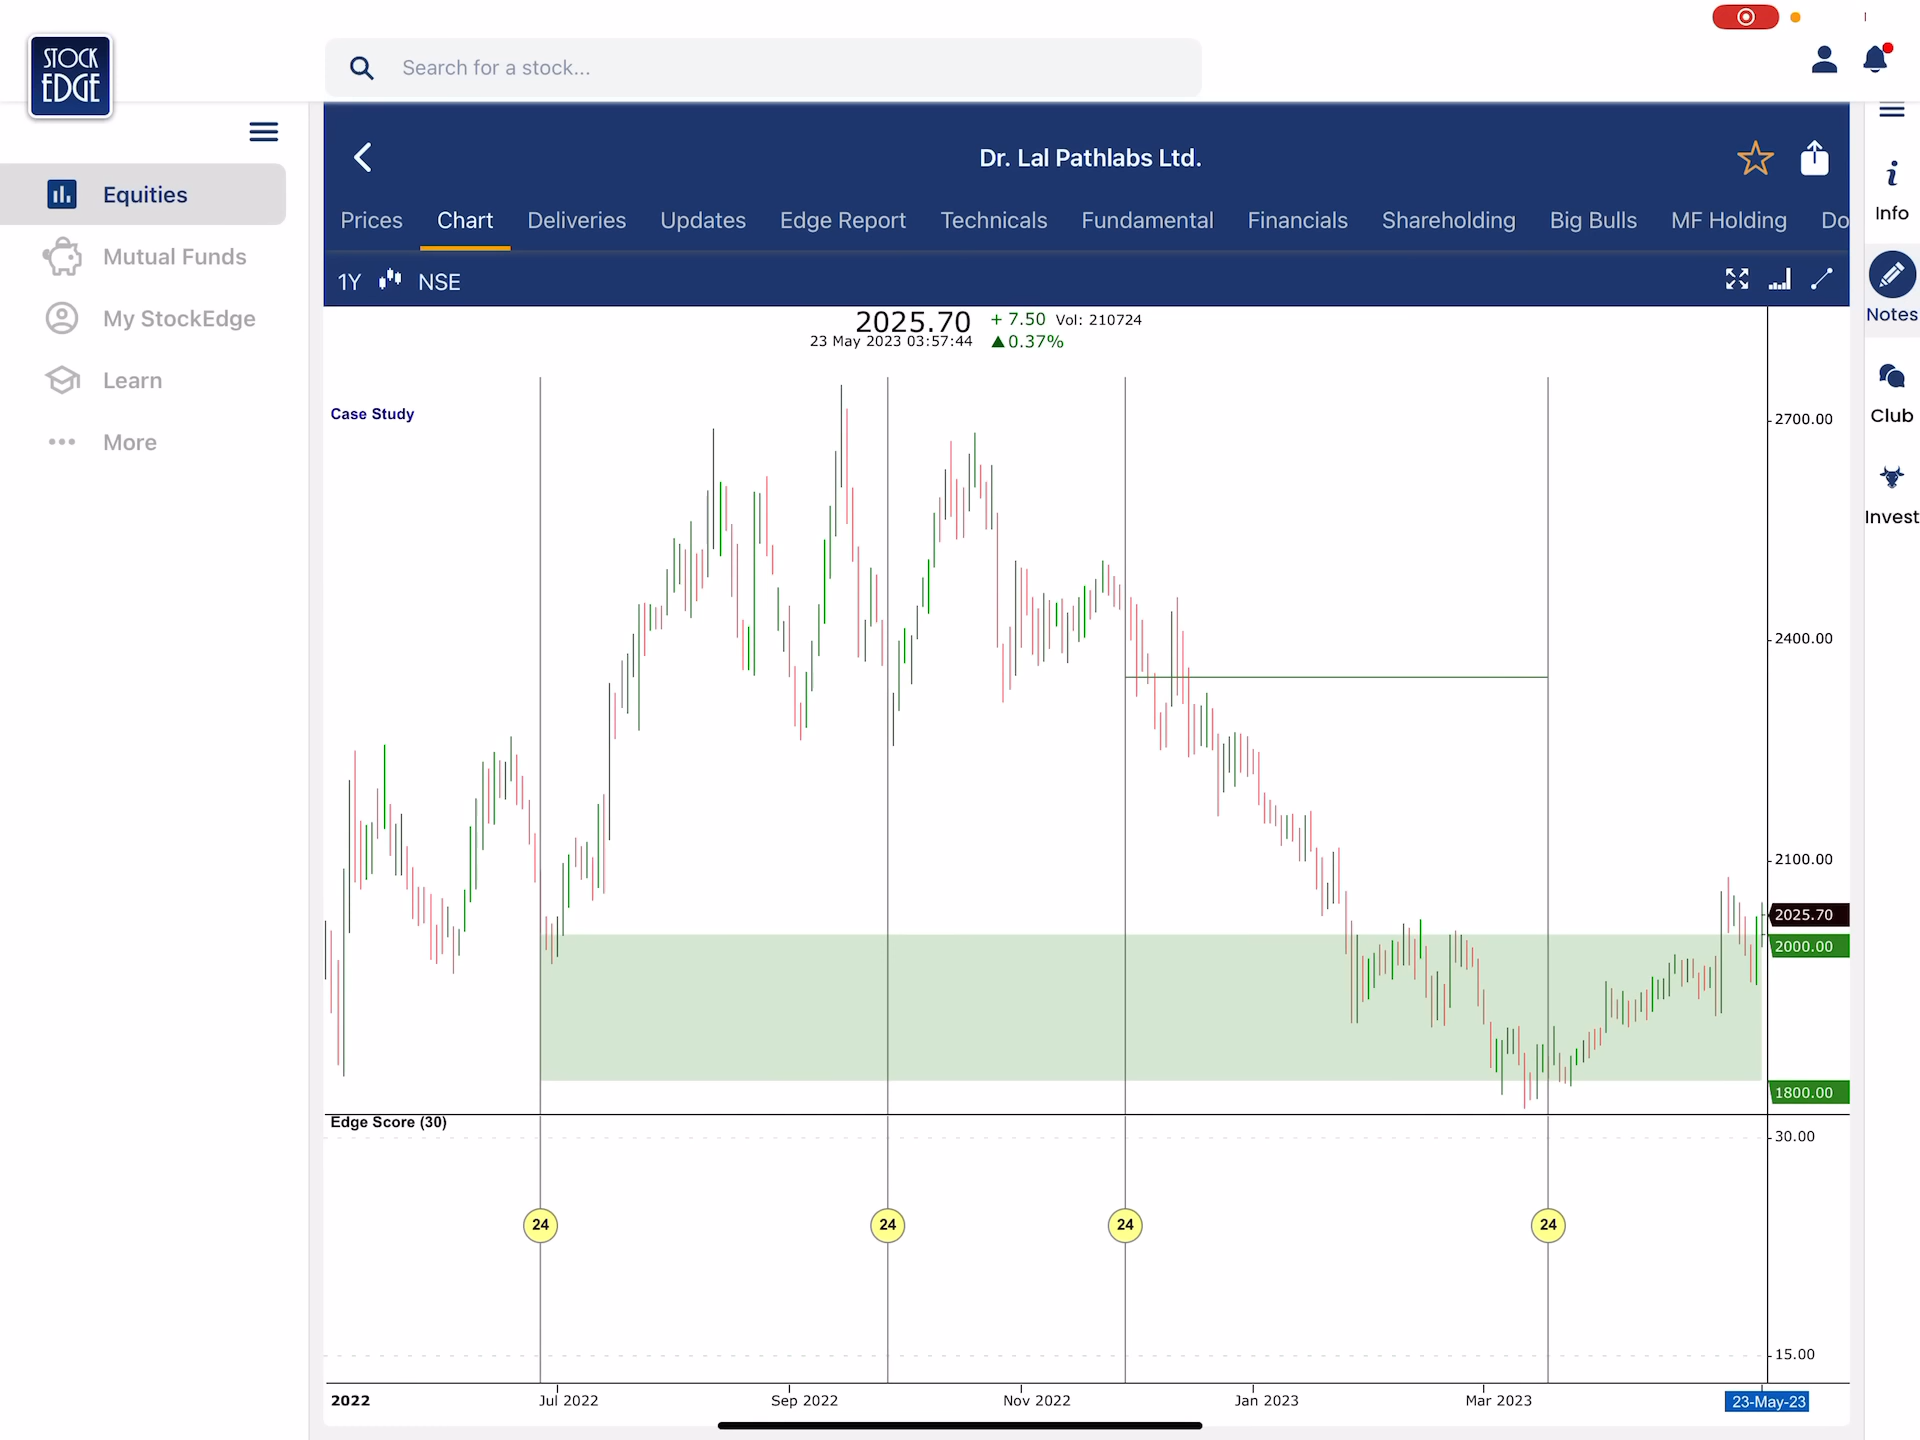 STOCK
EDGE
Search for a stock...
Equities
Mutual Funds
My StockEdge
Learn
More
Dr. Lal Pathlabs Ltd.
Prices Chart Deliveries Updates Edge Report Technicals Fundamental Financials Shareholding Big Bulls MF Holding Do
1Y NSE
2025.70 + 7.50 Vol: 210724
23 May 2023 03:57:44 ▲0.37%
Case Study
2700.00
2400.00
2100.00
2025.70
2000.00
1800.00
Edge Score (30)
30.00
24 24 24 24
15.00
2022 Jul 2022 Sep 2022 Nov 2022 Jan 2023 Mar 2023 23-May-23
i
Info
Notes
Club
Invest